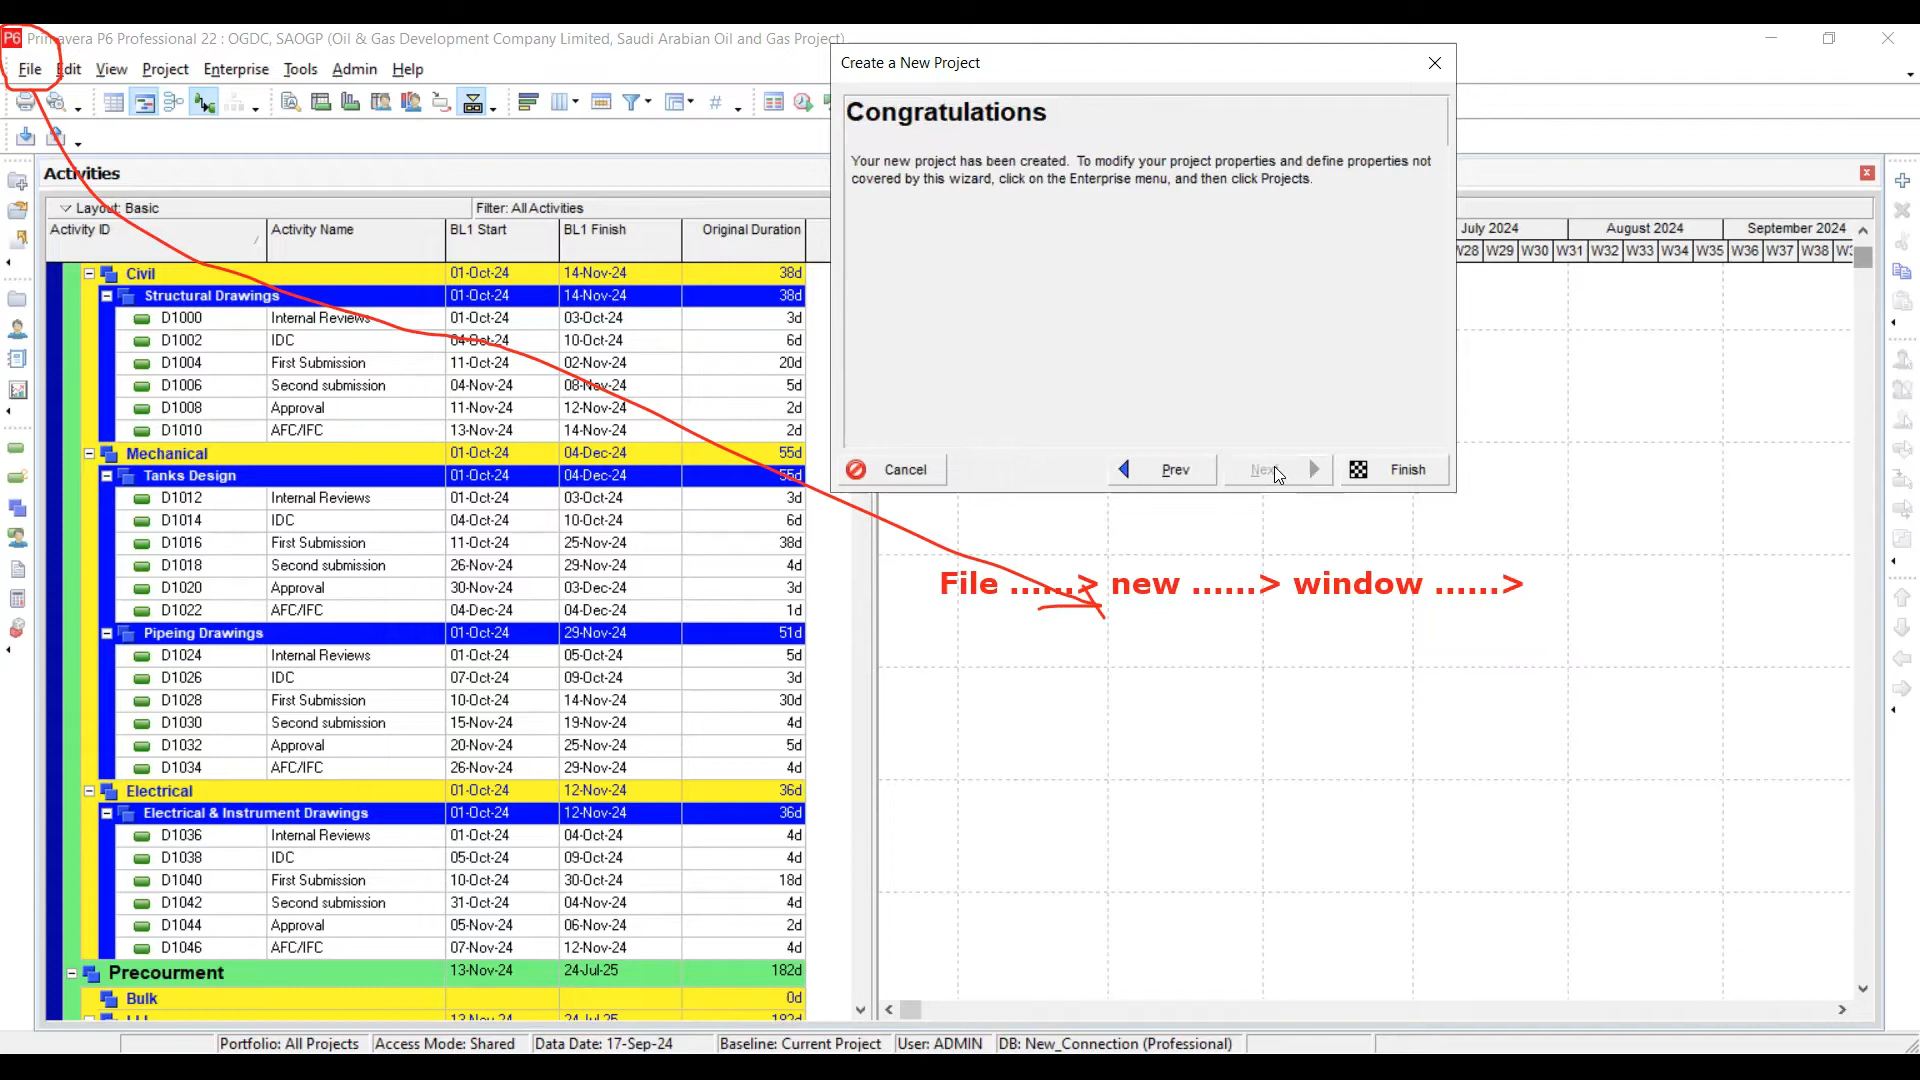 P6 Primavera P6 Professional 22 : OGDC, SAOGP (Oil & Gas Development Company Limited, Saudi Arabian Oil and Gas Project)
File Edit View Project Enterprise Tools Admin Help
Create a New Project
Congratulations
Your new project has been created. To modify your project properties and define properties not
covered by this wizard, click on the Enterprise menu, and then click Projects.
Cancel Prev Next Finish
Activities
Layout: Basic Filter: All Activities
Activity ID Activity Name BL1 Start BL1 Finish Original Duration
July 2024 August 2024 September 2024
W28 W29 W30 W31 W32 W33 W34 W35 W36 W37 W38
Civil 01-Oct-24 14-Nov-24 38d
Structural Drawings 01-Oct-24 14-Nov-24 38d
D1000 Internal Reviews 01-Oct-24 03-Oct-24 3d
D1002 IDC 04-Oct-24 10-Oct-24 6d
D1004 First Submission 11-Oct-24 02-Nov-24 20d
D1006 Second submission 04-Nov-24 08-Nov-24 5d
D1008 Approval 11-Nov-24 12-Nov-24 2d
D1010 AFC/IFC 13-Nov-24 14-Nov-24 2d
Mechanical 01-Oct-24 04-Dec-24 55d
Tanks Design 01-Oct-24 04-Dec-24 55d
D1012 Internal Reviews 01-Oct-24 03-Oct-24 3d
D1014 IDC 04-Oct-24 10-Oct-24 6d
D1016 First Submission 11-Oct-24 25-Nov-24 38d
D1018 Second submission 26-Nov-24 29-Nov-24 4d
D1020 Approval 30-Nov-24 03-Dec-24 3d
D1022 AFC/IFC 04-Dec-24 04-Dec-24 1d
File ......> new ......> window ......>
Pipeing Drawings 01-Oct-24 29-Nov-24 51d
D1024 Internal Reviews 01-Oct-24 05-Oct-24 5d
D1026 IDC 07-Oct-24 09-Oct-24 3d
D1028 First Submission 10-Oct-24 14-Nov-24 30d
D1030 Second submission 15-Nov-24 19-Nov-24 4d
D1032 Approval 20-Nov-24 25-Nov-24 5d
D1034 AFC/IFC 26-Nov-24 29-Nov-24 4d
Electrical 01-Oct-24 12-Nov-24 36d
Electrical & Instrument Drawings 01-Oct-24 12-Nov-24 36d
D1036 Internal Reviews 01-Oct-24 04-Oct-24 4d
D1038 IDC 05-Oct-24 09-Oct-24 4d
D1040 First Submission 10-Oct-24 30-Oct-24 18d
D1042 Second submission 31-Oct-24 04-Nov-24 4d
D1044 Approval 05-Nov-24 06-Nov-24 2d
D1046 AFC/IFC 07-Nov-24 12-Nov-24 4d
Precourment 13-Nov-24 24-Jul-25 182d
Bulk 0d
13-Nov-24 24-Jul-25 182d
Portfolio: All Projects Access Mode: Shared Data Date: 17-Sep-24 Baseline: Current Project User: ADMIN DB: New_Connection (Professional)